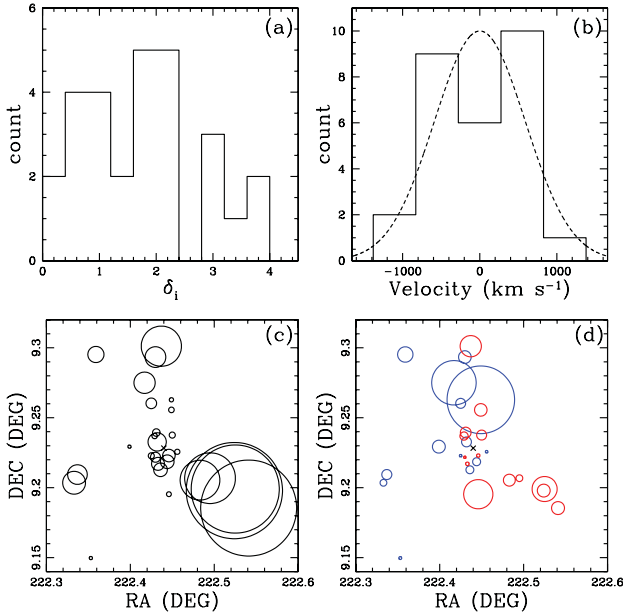 (a)
6
4
2
0
count
0 1 2 3 4
δi
(b)
10
8
6
4
2
0
count
-1000 0 1000
Velocity (km s⁻¹)
(c)
9.3
9.25
9.2
9.15
DEC (DEG)
222.3 222.4 222.5 222.6
RA (DEG)
(d)
9.3
9.25
9.2
9.15
DEC (DEG)
222.3 222.4 222.5 222.6
RA (DEG)